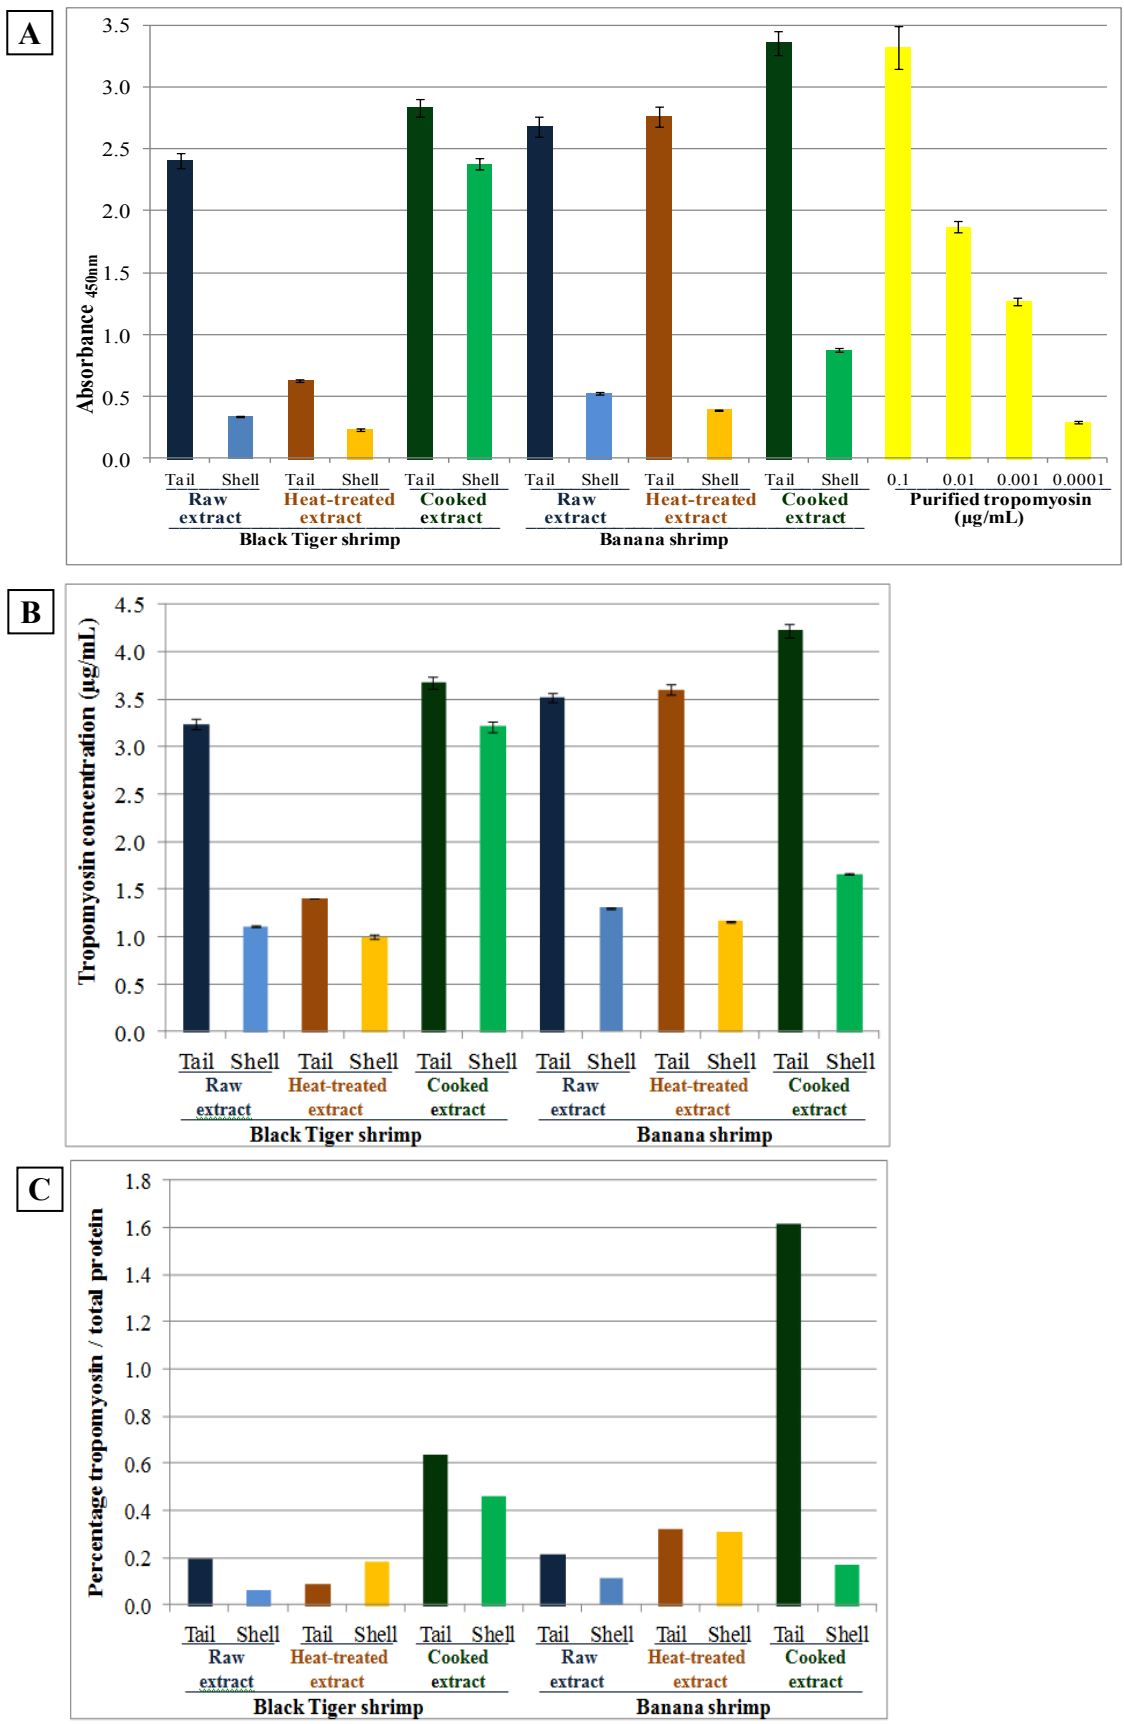 A
3.5
3.0
2.5
2.0
1.5
1.0
0.5
0.0
Absorbance 450nm
Tail Shell Tail Shell Tail Shell Tail Shell Tail Shell Tail Shell 0.1 0.01 0.001 0.0001
Raw Heat-treated Cooked Raw Heat-treated Cooked Purified tropomyosin
extract extract extract extract extract extract (µg/mL)
Black Tiger shrimp Banana shrimp
B
4.5
4.0
3.5
3.0
2.5
2.0
1.5
1.0
0.5
0.0
Tropomyosin concentration (µg/mL)
Tail Shell Tail Shell Tail Shell Tail Shell Tail Shell Tail Shell
Raw Heat-treated Cooked Raw Heat-treated Cooked
extract extract extract extract extract extract
Black Tiger shrimp Banana shrimp
C
1.8
1.6
1.4
1.2
1.0
0.8
0.6
0.4
0.2
0.0
Percentage tropomyosin / total protein
Tail Shell Tail Shell Tail Shell Tail Shell Tail Shell Tail Shell
Raw Heat-treated Cooked Raw Heat-treated Cooked
extract extract extract extract extract extract
Black Tiger shrimp Banana shrimp